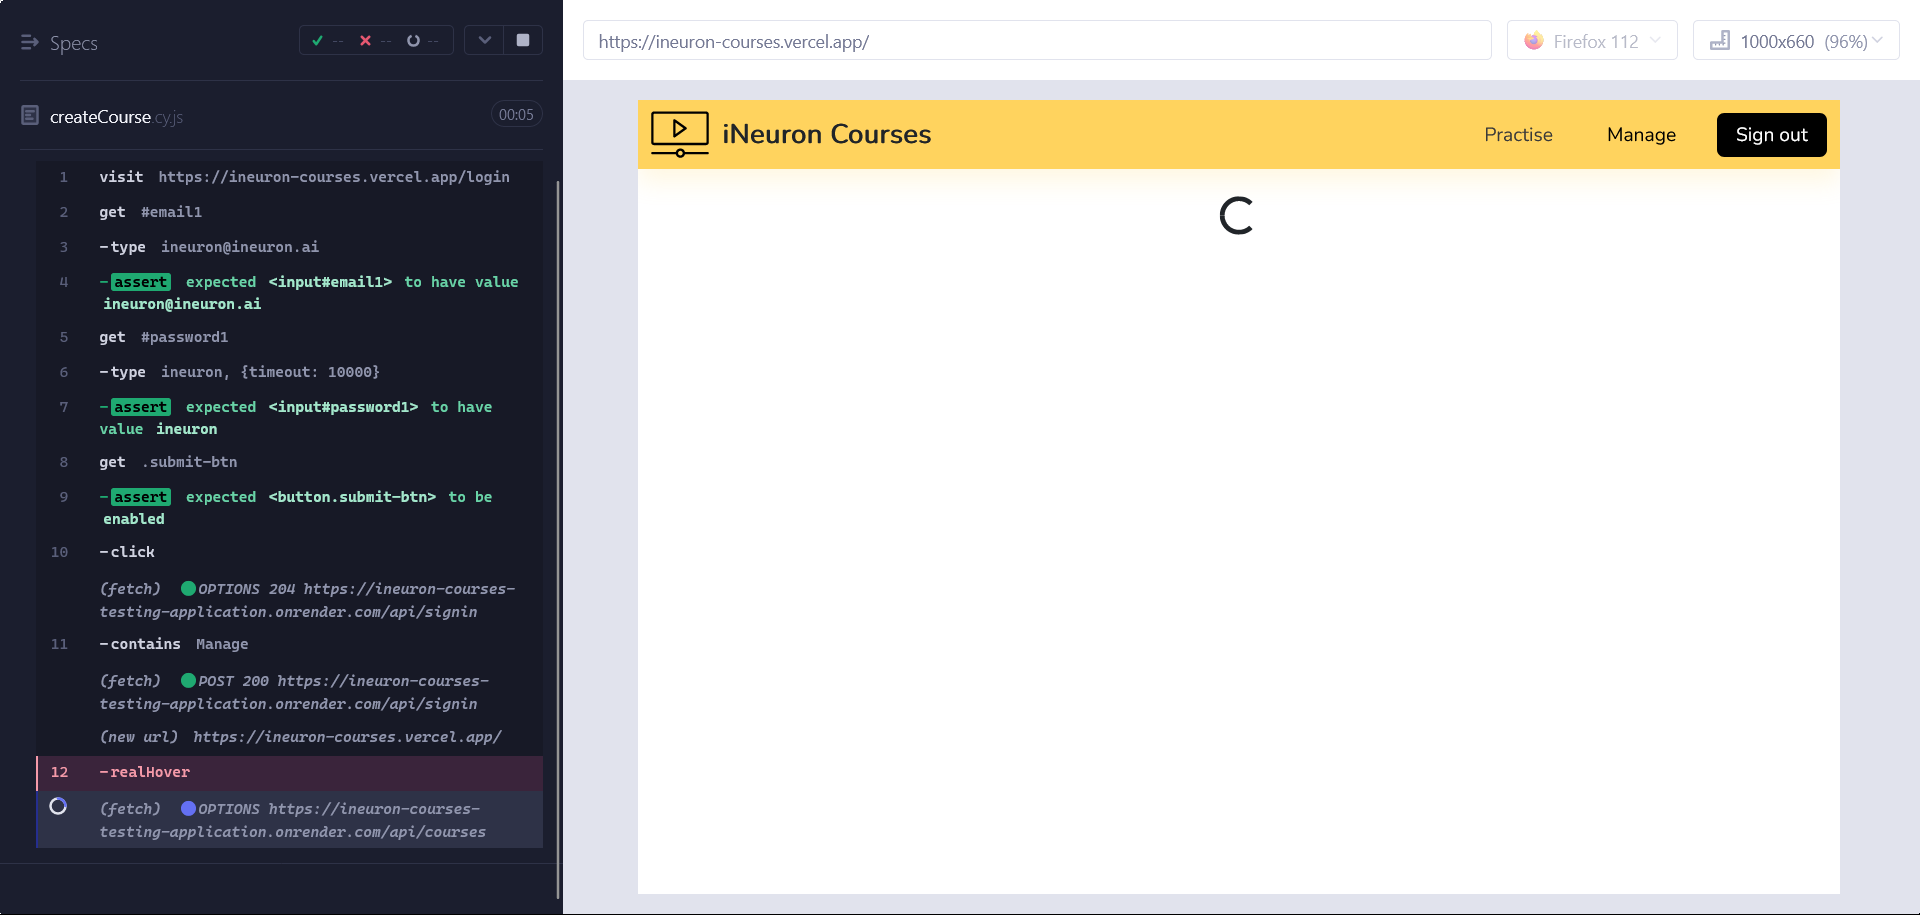 Specs
-- -- --
https://ineuron-courses.vercel.app/
Firefox 112
1000x660 (96%)
createCourse.cy.js
00:05
1 visit https://ineuron-courses.vercel.app/login
2 get #email1
3 -type ineuron@ineuron.ai
4 -assert expected <input#email1> to have value
ineuron@ineuron.ai
5 get #password1
6 -type ineuron, {timeout: 10000}
7 -assert expected <input#password1> to have
value ineuron
8 get .submit-btn
9 -assert expected <button.submit-btn> to be
enabled
10 -click
(fetch) OPTIONS 204 https://ineuron-courses-
testing-application.onrender.com/api/signin
11 -contains Manage
(fetch) POST 200 https://ineuron-courses-
testing-application.onrender.com/api/signin
(new url) https://ineuron-courses.vercel.app/
12 -realHover
(fetch) OPTIONS https://ineuron-courses-
testing-application.onrender.com/api/courses
iNeuron Courses
Practise
Manage
Sign out